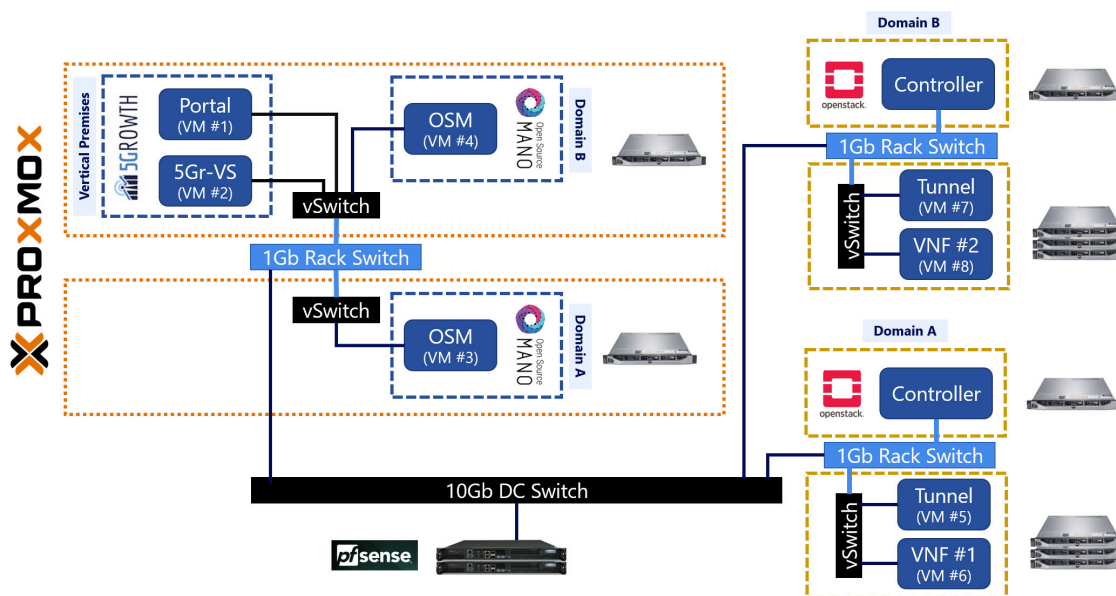 PROXMOX
Vertical Premises
5GROWTH
Portal
(VM #1)
5Gr-VS
(VM #2)
OSM
(VM #4)
Open Source
MANO
Domain B
vSwitch
1Gb Rack Switch
vSwitch
OSM
(VM #3)
Open Source
MANO
Domain A
10Gb DC Switch
pfsense
Domain B
openstack.
Controller
1Gb Rack Switch
vSwitch
Tunnel
(VM #7)
VNF #2
(VM #8)
Domain A
openstack.
Controller
1Gb Rack Switch
vSwitch
Tunnel
(VM #5)
VNF #1
(VM #6)